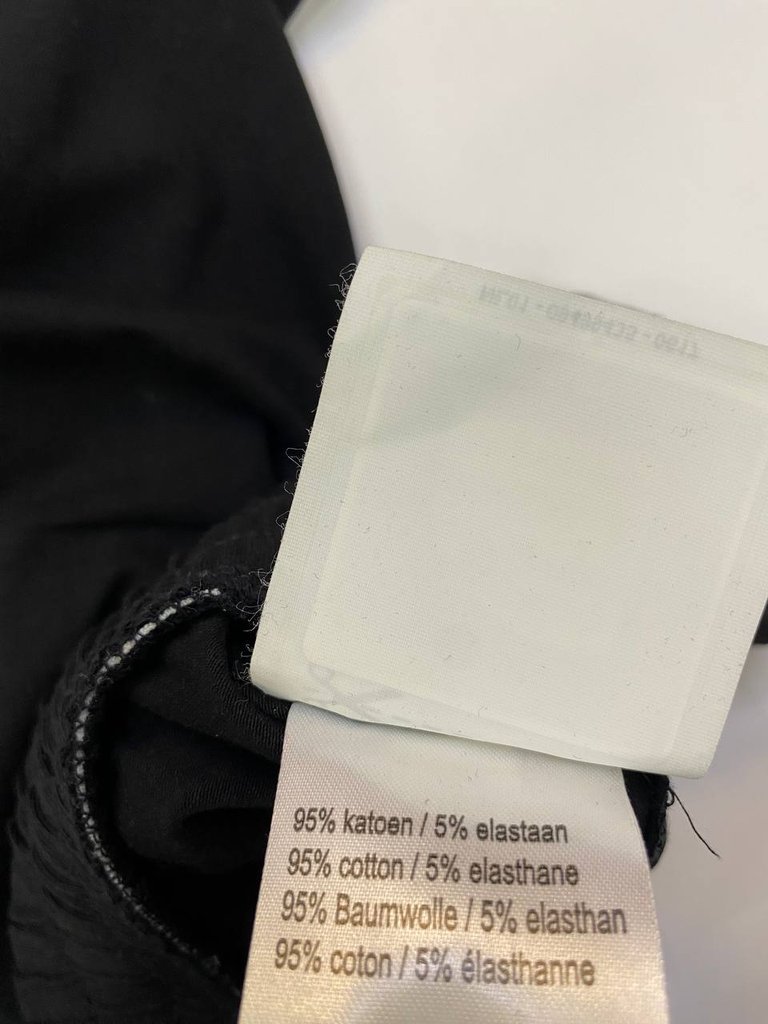 95% katoen / 5% elastaan
95% cotton / 5% elasthane
95% Baumwolle / 5% elasthan
95% coton / 5% élasthanne